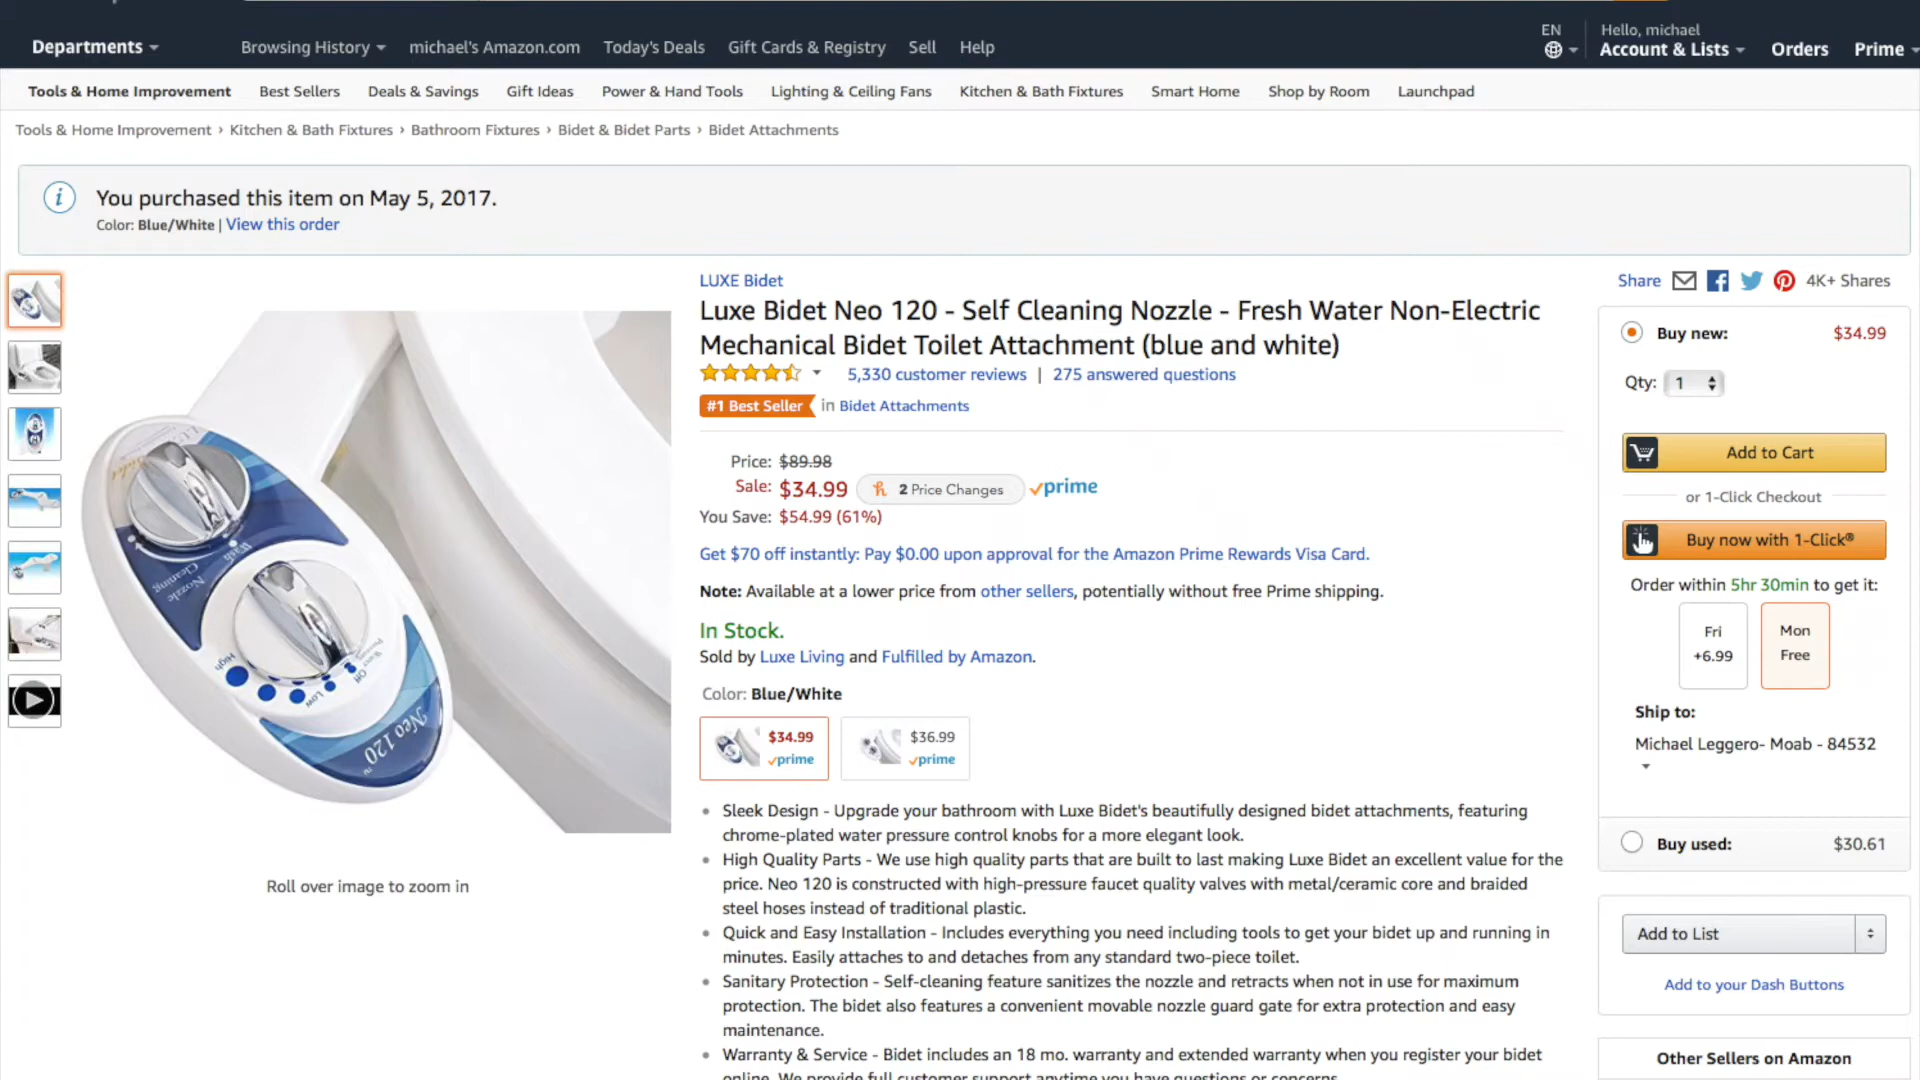 EN
Hello, michael
Departments
Browsing History
michael's Amazon.com
Today's Deals
Gift Cards & Registry
Sell
Help
Account & Lists
Orders
Prime
Tools & Home Improvement
Best Sellers
Deals & Savings
Gift Ideas
Power & Hand Tools
Lighting & Ceiling Fans
Kitchen & Bath Fixtures
Smart Home
Shop by Room
Launchpad
Tools & Home Improvement › Kitchen & Bath Fixtures › Bathroom Fixtures › Bidet & Bidet Parts › Bidet Attachments
You purchased this item on May 5, 2017.
Color: Blue/White | View this order
Wash
Nozzle
Cleaning
High
Low
Off
Water
Neo 120
Roll over image to zoom in
LUXE Bidet
Luxe Bidet Neo 120 - Self Cleaning Nozzle - Fresh Water Non-Electric
Mechanical Bidet Toilet Attachment (blue and white)
5,330 customer reviews | 275 answered questions
#1 Best Seller in Bidet Attachments
Price: $89.98
Sale: $34.99 2 Price Changes prime
You Save: $54.99 (61%)
Get $70 off instantly: Pay $0.00 upon approval for the Amazon Prime Rewards Visa Card.
Note: Available at a lower price from other sellers, potentially without free Prime shipping.
In Stock.
Sold by Luxe Living and Fulfilled by Amazon.
Color: Blue/White
$34.99
prime
$36.99
prime
Sleek Design - Upgrade your bathroom with Luxe Bidet's beautifully designed bidet attachments, featuring
chrome-plated water pressure control knobs for a more elegant look.
High Quality Parts - We use high quality parts that are built to last making Luxe Bidet an excellent value for the
price. Neo 120 is constructed with high-pressure faucet quality valves with metal/ceramic core and braided
steel hoses instead of traditional plastic.
Quick and Easy Installation - Includes everything you need including tools to get your bidet up and running in
minutes. Easily attaches to and detaches from any standard two-piece toilet.
Sanitary Protection - Self-cleaning feature sanitizes the nozzle and retracts when not in use for maximum
protection. The bidet also features a convenient movable nozzle guard gate for extra protection and easy
maintenance.
Warranty & Service - Bidet includes an 18 mo. warranty and extended warranty when you register your bidet
online. We provide full customer support anytime you have questions or concerns.
Share 4K+ Shares
Buy new: $34.99
Qty: 1
Add to Cart
or 1-Click Checkout
Buy now with 1-Click®
Order within 5hr 30min to get it:
Fri
+6.99
Mon
Free
Ship to:
Michael Leggero- Moab - 84532
Buy used: $30.61
Add to List
Add to your Dash Buttons
Other Sellers on Amazon